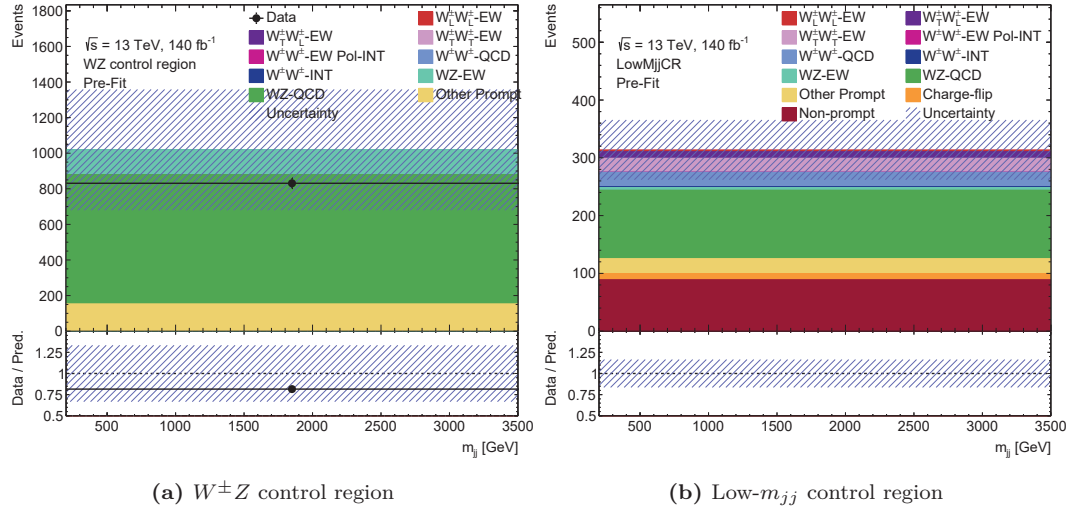 Events
1800
1600
1400
1200
1000
800
600
400
200
0
√s = 13 TeV, 140 fb⁻¹
WZ control region
Pre-Fit
Data
W±LW±L-EW
W±TW±L-EW
W±TW±T-EW
W±W±-EW Pol-INT
W±W±-QCD
W±W±-INT
WZ-EW
WZ-QCD
Other Prompt
Uncertainty
Data / Pred.
1.25
1
0.75
0.5
500 1000 1500 2000 2500 3000 3500
mjj [GeV]
(a) W±Z control region
Events
500
400
300
200
100
0
√s = 13 TeV, 140 fb⁻¹
LowMjjCR
Pre-Fit
W±LW±L-EW
W±TW±L-EW
W±TW±T-EW
W±W±-EW Pol-INT
W±W±-QCD
W±W±-INT
WZ-EW
WZ-QCD
Other Prompt
Charge-flip
Non-prompt
Uncertainty
Data / Pred.
1.25
1
0.75
0.5
500 1000 1500 2000 2500 3000 3500
mjj [GeV]
(b) Low-mjj control region